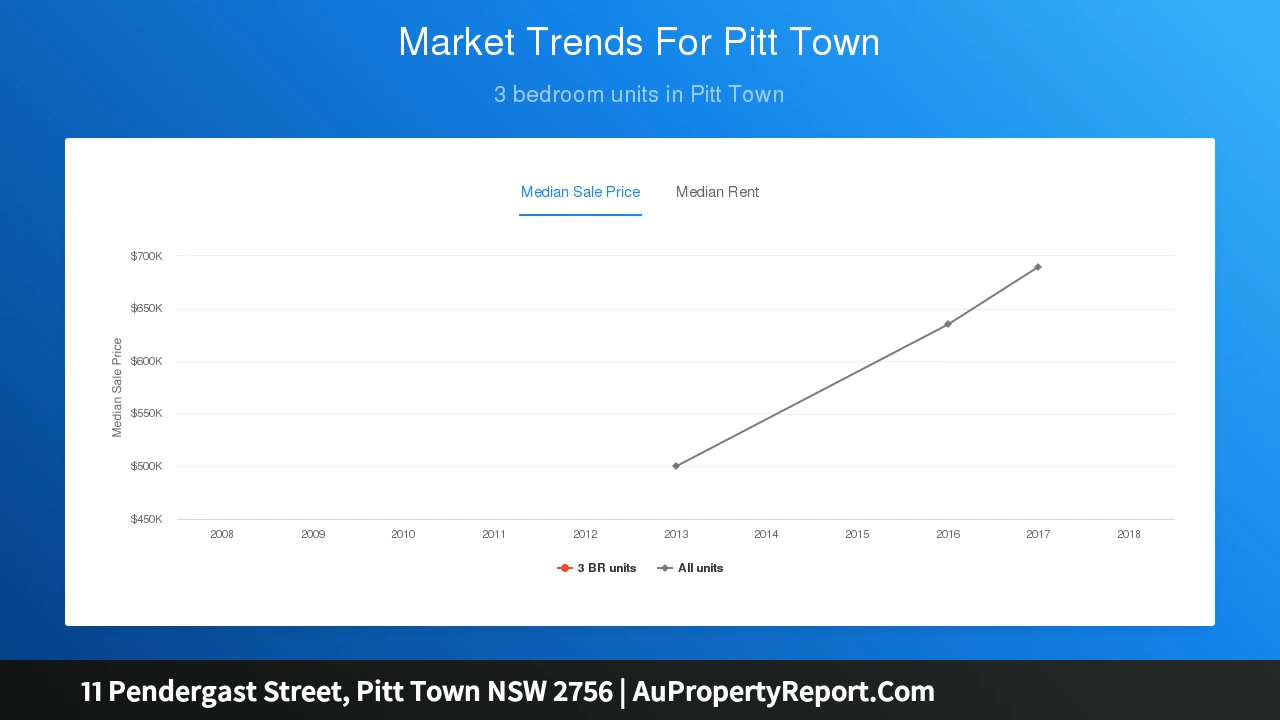 Market Trends For Pitt Town
3 bedroom units in Pitt Town
Median Sale Price Median Rent
$700K
$650K
$600K
$550K
$500K
$450K
Median Sale Price
2008 2009 2010 2011 2012 2013 2014 2015 2016 2017 2018
3 BR units All units
11 Pendergast Street, Pitt Town NSW 2756 | AuPropertyReport.Com